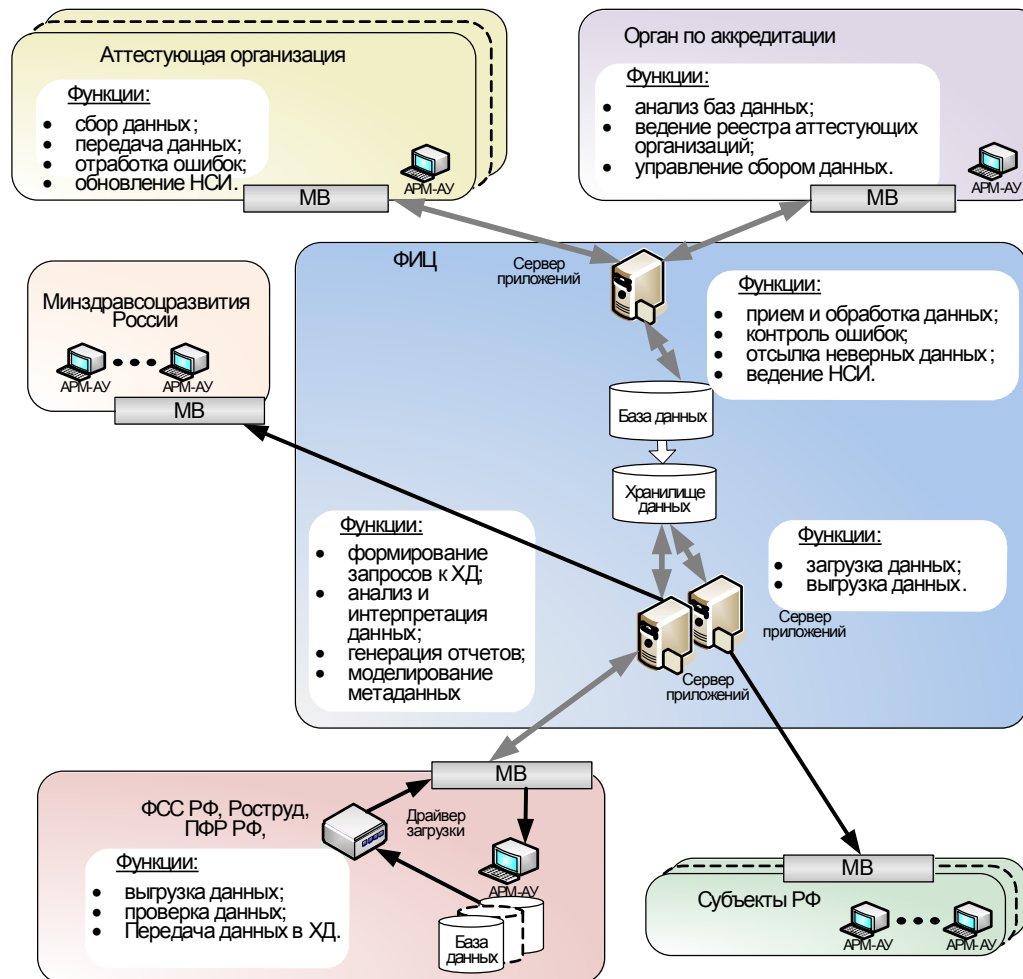 Аттестующая организация
Функции:
• сбор данных;
• передача данных;
• отработка ошибок;
• обновление НСИ.
АРМ-АУ
МВ
Орган по аккредитации
Функции:
• анализ баз данных;
• ведение реестра аттестующих
организаций;
• управление сбором данных.
АРМ-АУ
МВ
ФИЦ
Сервер
приложений
Функции:
• прием и обработка данных;
• контроль ошибок;
• отсылка неверных данных;
• ведение НСИ.
Минздравсоцразвития
России
АРМ-АУ
АРМ-АУ
МВ
База данных
Хранилище
данных
Функции:
• формирование
запросов к ХД;
• анализ и
интерпретация
данных;
• генерация отчетов;
• моделирование
метаданных
Функции:
• загрузка данных;
• выгрузка данных.
Сервер
приложений
Сервер
приложений
МВ
ФСС РФ, Роструд,
ПФР РФ,
Драйвер
загрузки
Функции:
• выгрузка данных;
• проверка данных;
• Передача данных в ХД.
АРМ-АУ
База
данных
МВ
Субъекты РФ
АРМ-АУ
АРМ-АУ